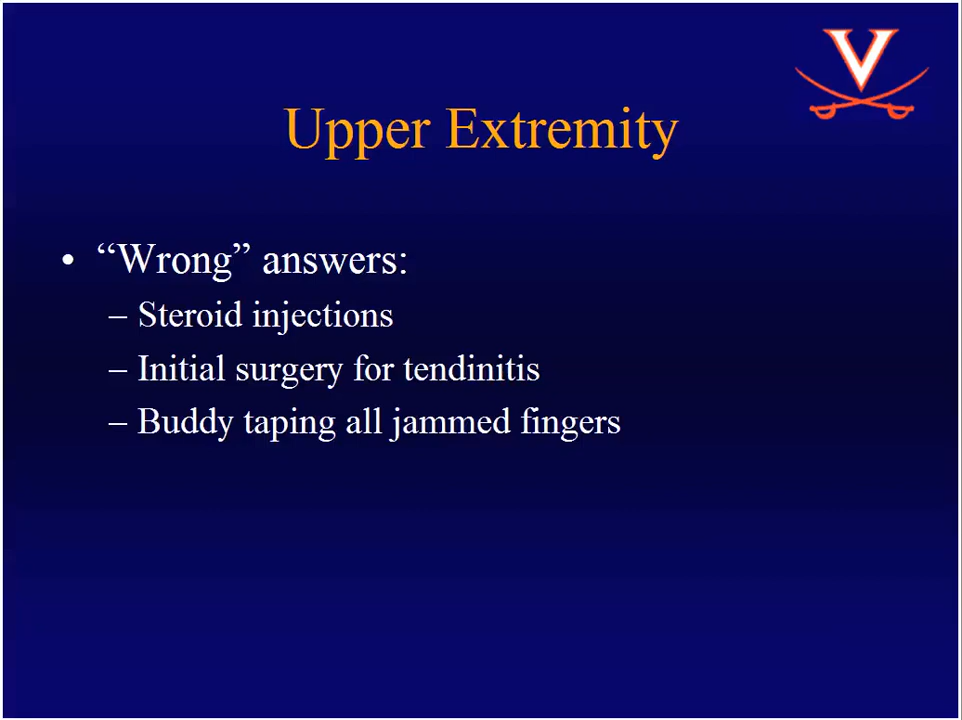 V
Upper Extremity
• “Wrong” answers:
– Steroid injections
– Initial surgery for tendinitis
– Buddy taping all jammed fingers